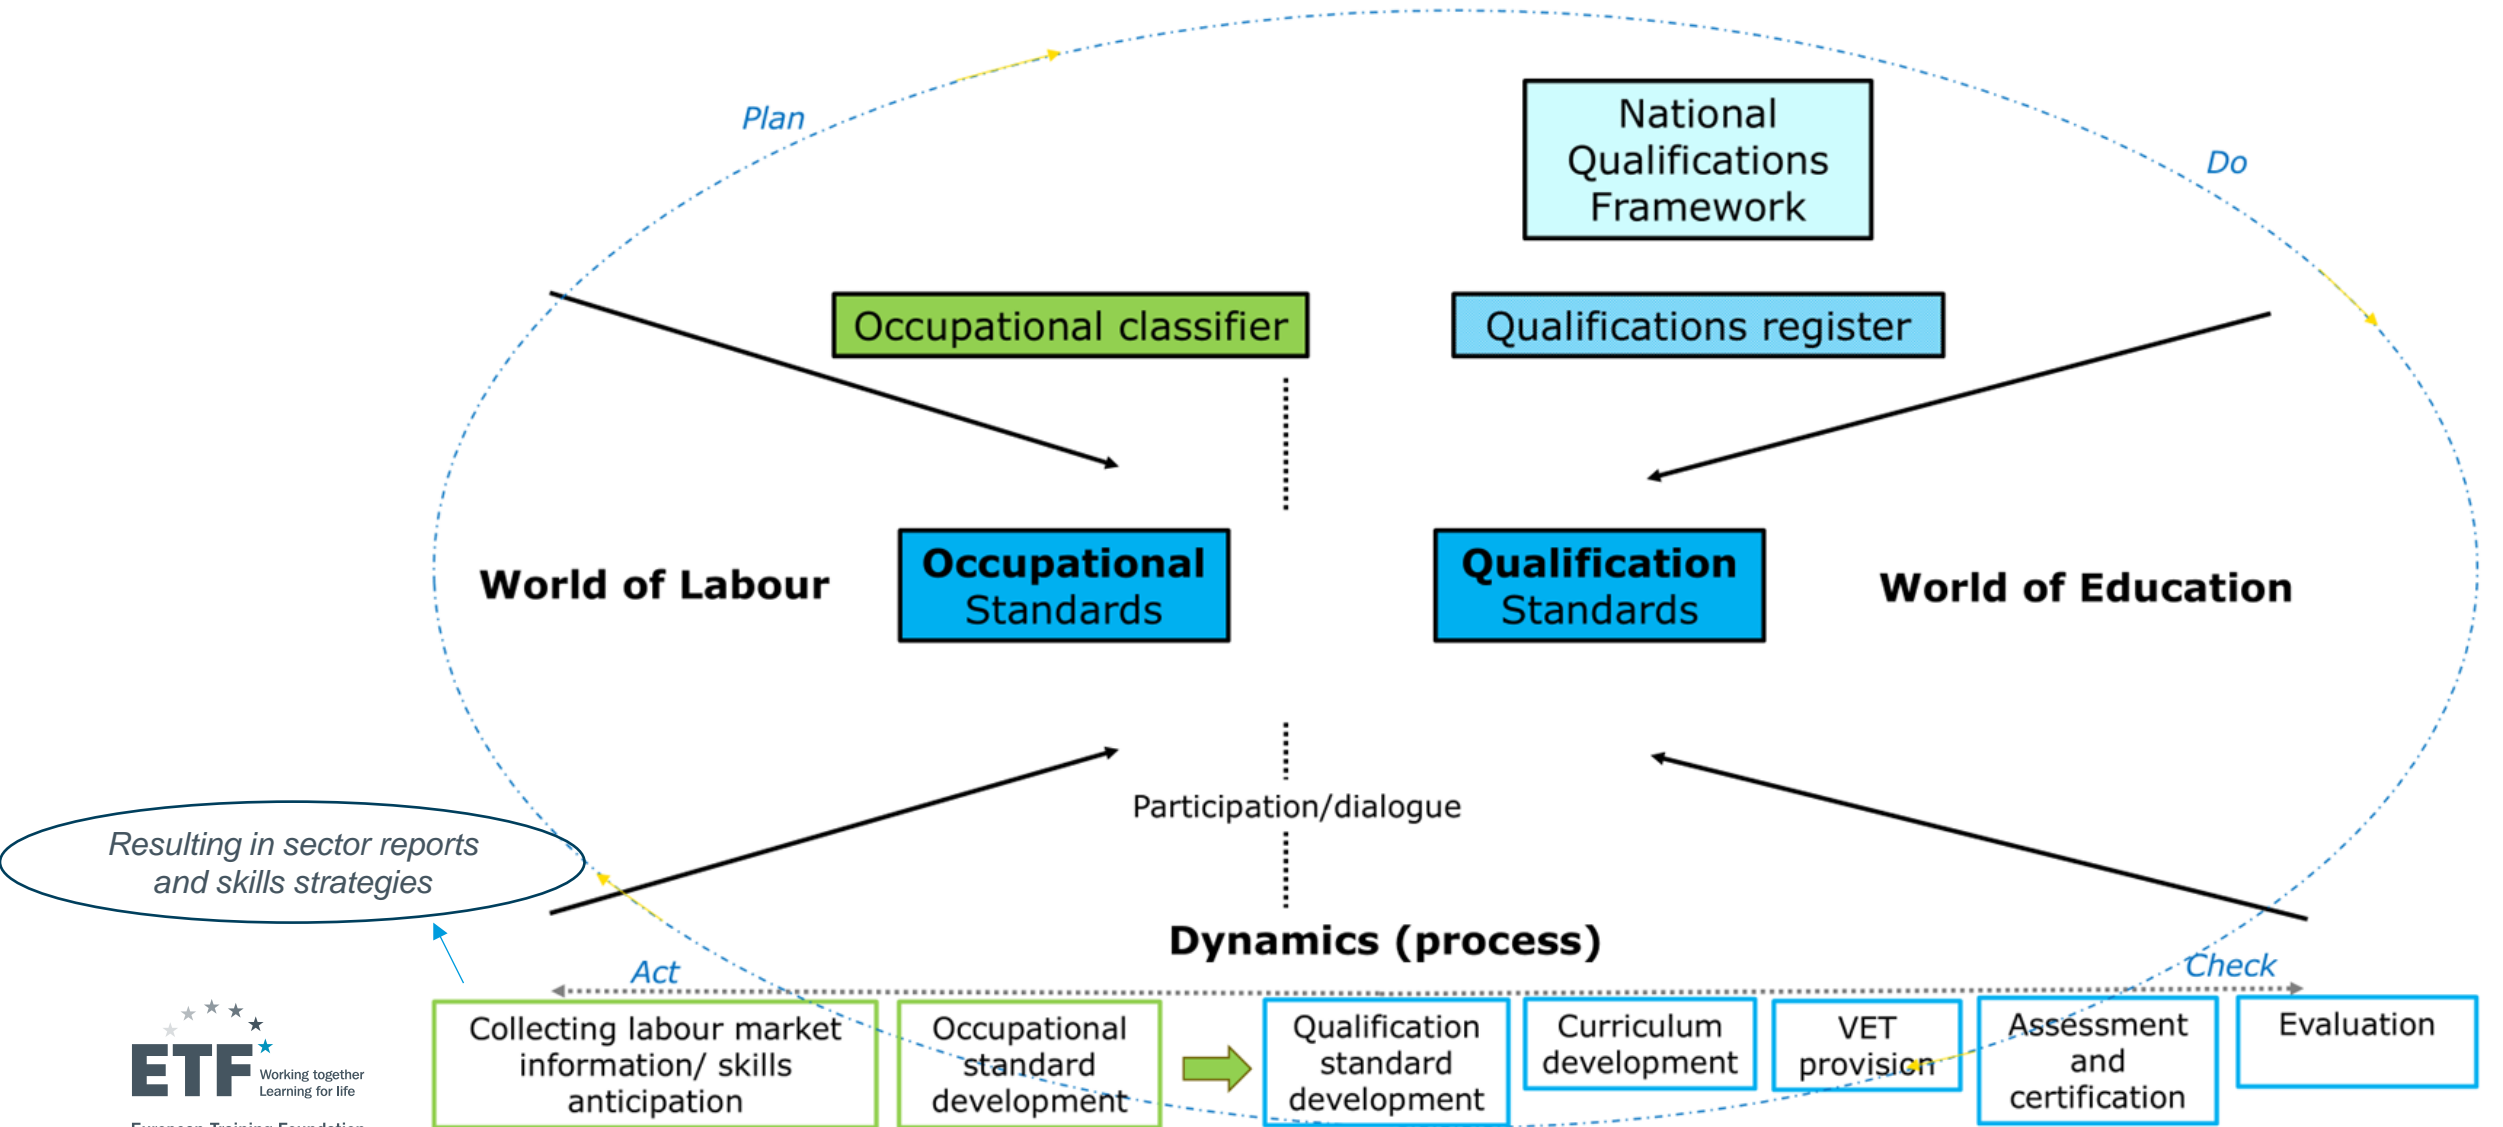 Plan
National
Qualifications
Framework
Do
Occupational classifier
Qualifications register
World of Labour
Occupational
Standards
Qualification
Standards
World of Education
Participation/dialogue
Resulting in sector reports
and skills strategies
Dynamics (process)
Act
Check
Collecting labour market
information/ skills
anticipation
Occupational
standard
development
Qualification
standard
development
Curriculum
development
VET
provision
Assessment
and
certification
Evaluation
ETF
Working together
Learning for life
European Training Foundation